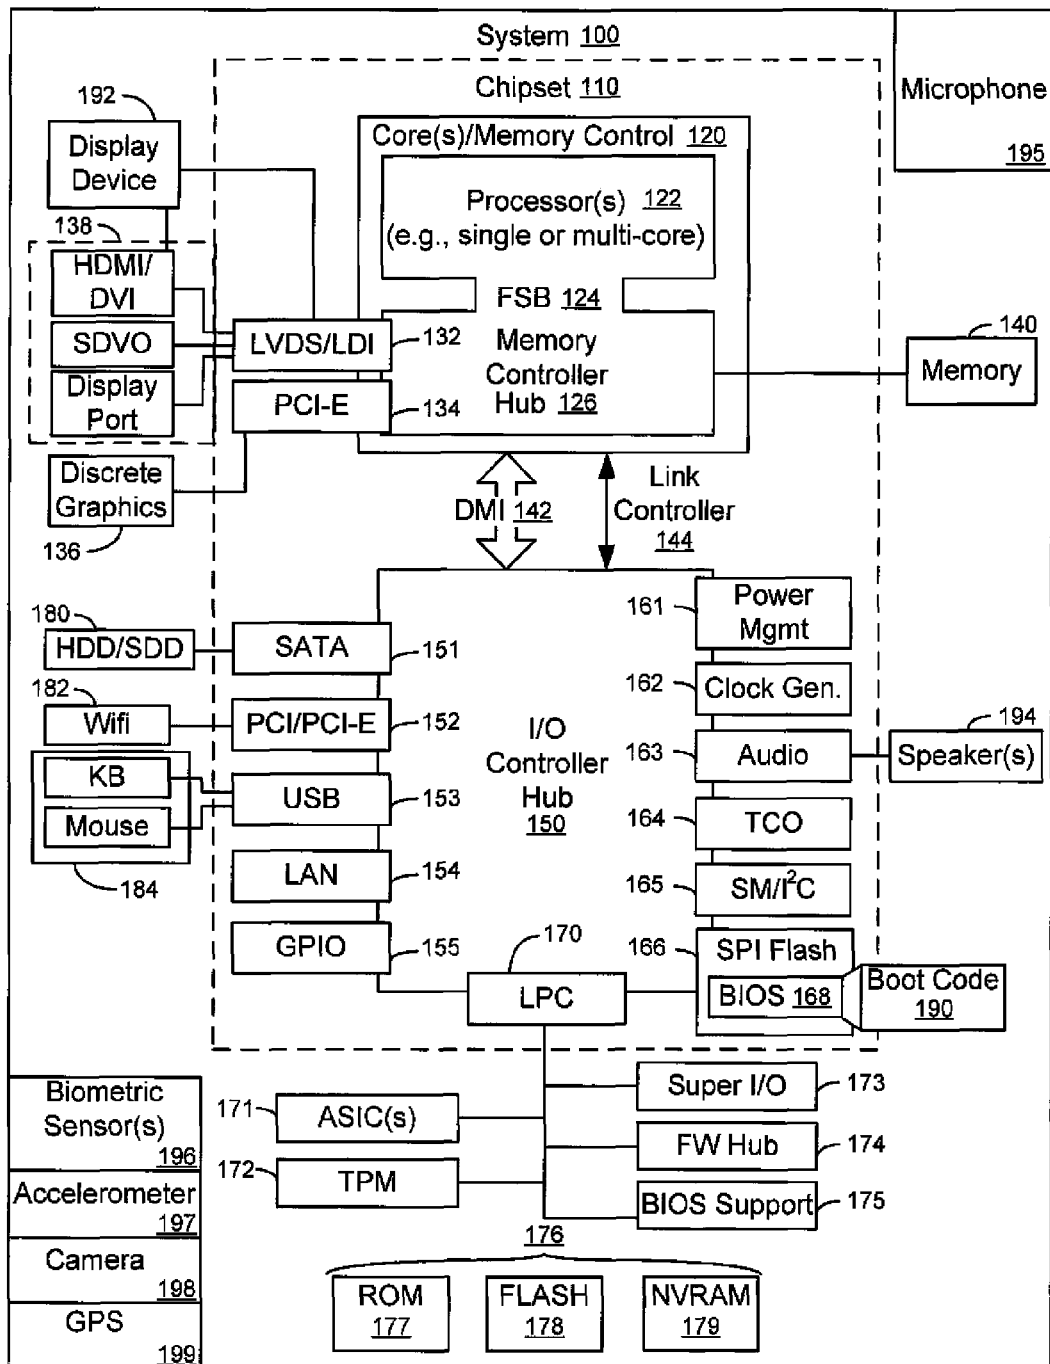 System 100
Chipset 110
Microphone
195
192
Display
Device
Core(s)/Memory Control 120
Processor(s) 122
(e.g., single or multi-core)
FSB 124
Memory
Controller
Hub 126
138
HDMI/
DVI
SDVO
Display
Port
LVDS/LDI
132
PCI-E
134
140
Memory
Discrete
Graphics
136
DMI 142
Link
Controller
144
180
HDD/SDD
SATA
151
182
Wifi
PCI/PCI-E
152
KB
Mouse
184
USB
153
LAN
154
GPIO
155
I/O
Controller
Hub
150
161
Power
Mgmt
162
Clock Gen.
163
Audio
194
Speaker(s)
164
TCO
165
SM/I²C
166
SPI Flash
BIOS 168
Boot Code
190
170
LPC
171
ASIC(s)
172
TPM
Super I/O
173
FW Hub
174
BIOS Support
175
176
ROM
177
FLASH
178
NVRAM
179
Biometric
Sensor(s)
196
Accelerometer
197
Camera
198
GPS
199